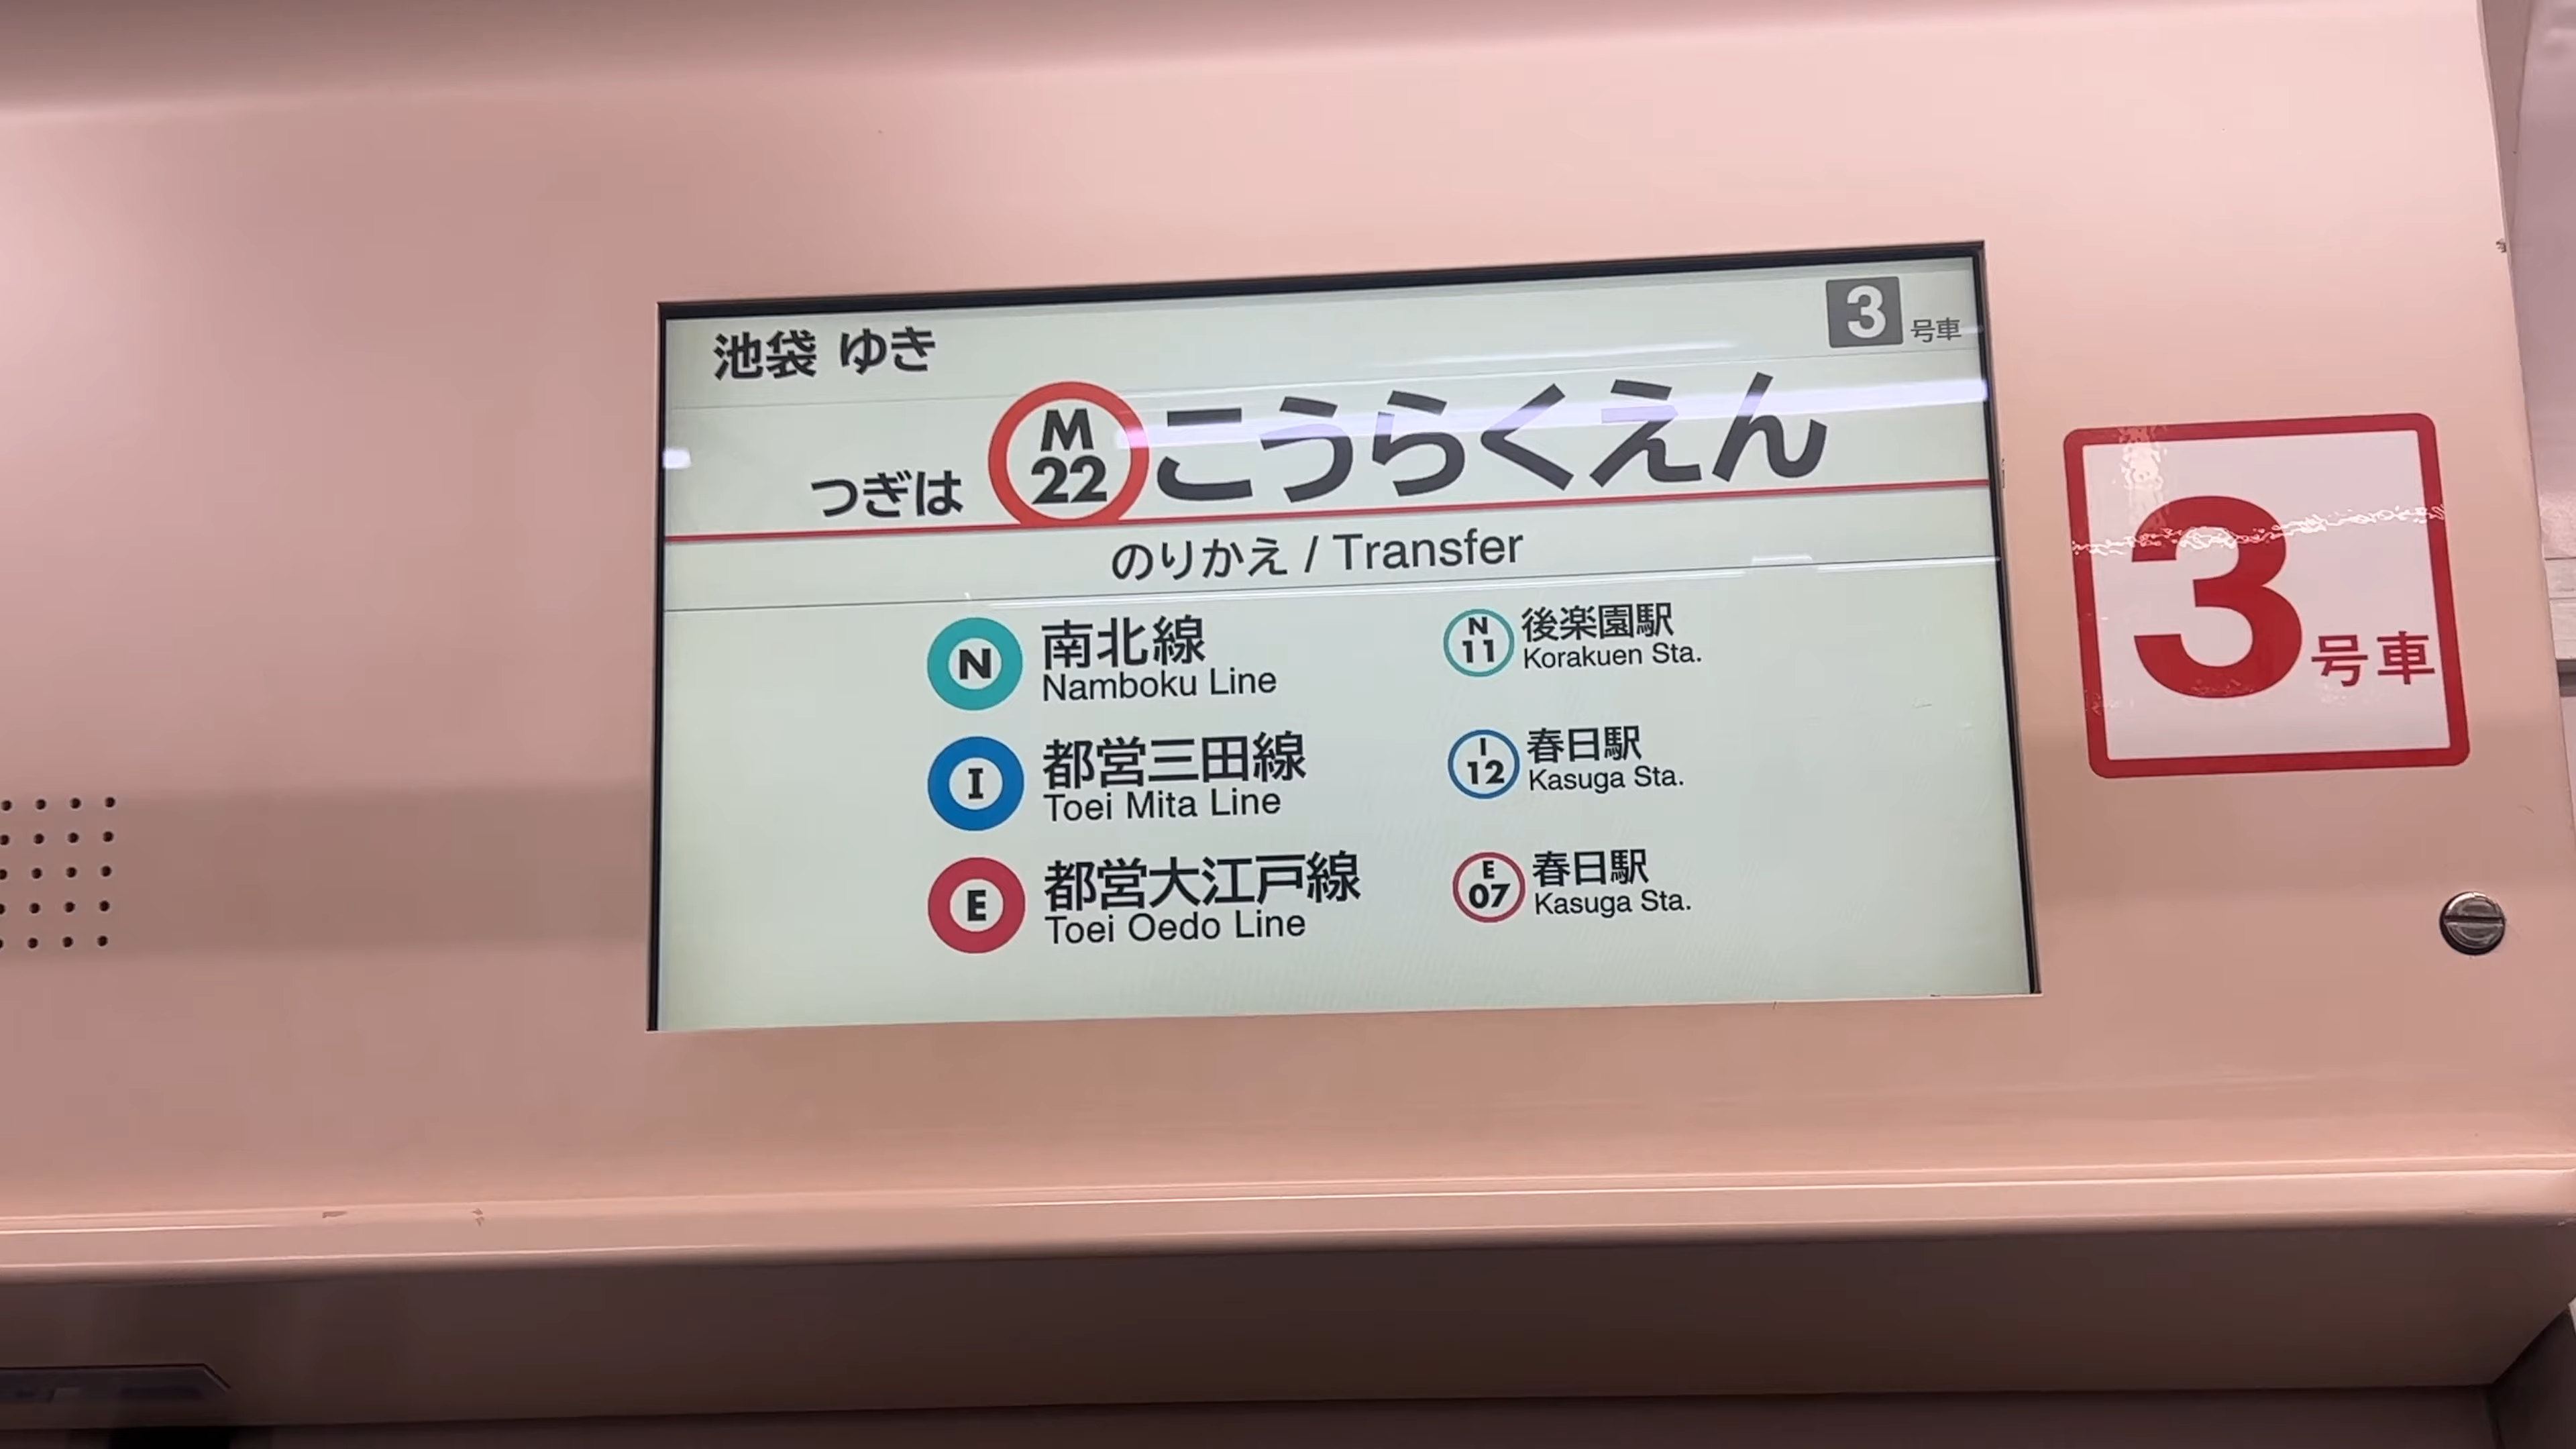 池袋 ゆき
3 号車
つぎは M 22 こうらくえん
のりかえ / Transfer
N 南北線
Namboku Line
N 11 後楽園駅
Korakuen Sta.
I 都営三田線
Toei Mita Line
I 12 春日駅
Kasuga Sta.
E 都営大江戸線
Toei Oedo Line
E 07 春日駅
Kasuga Sta.
3号車